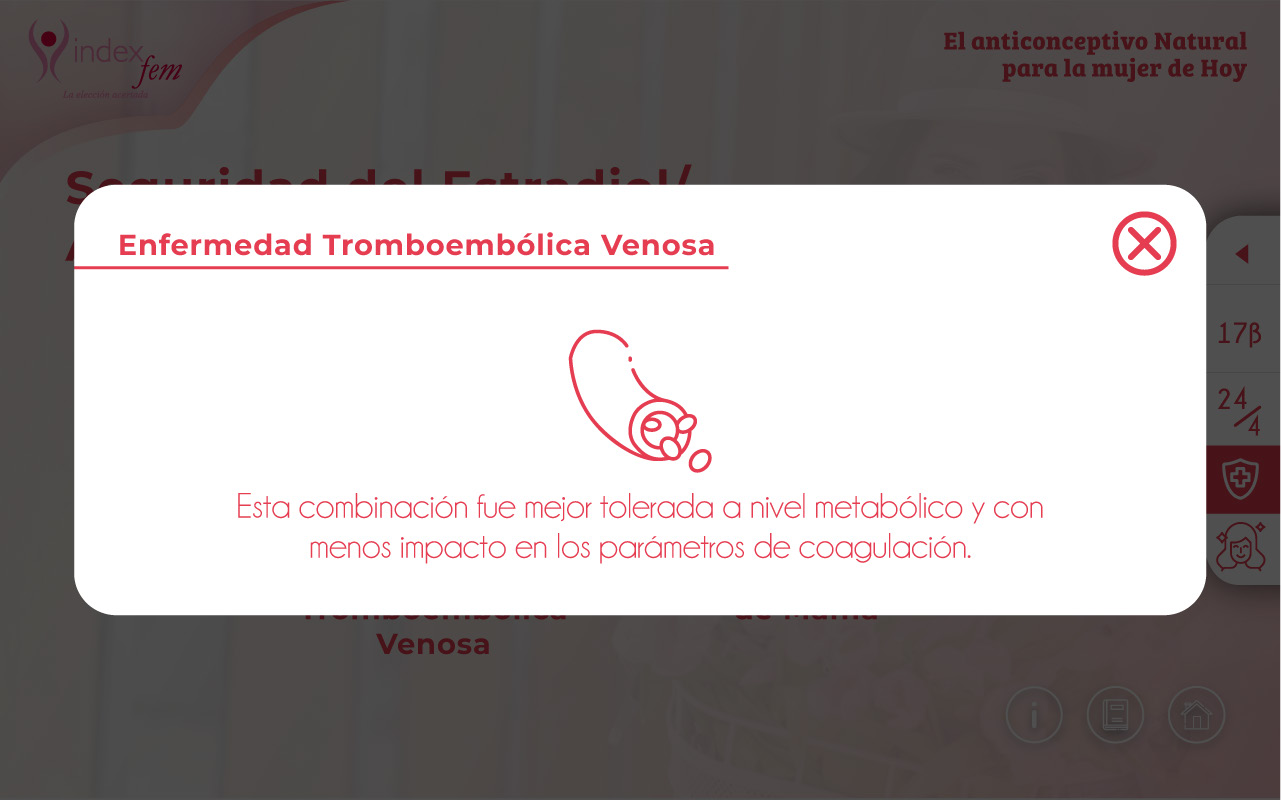 index
fem
La elección acertada
El anticonceptivo Natural
para la mujer de Hoy
Seguridad del Estradiol/
Enfermedad Tromboembólica Venosa
Esta combinación fue mejor tolerada a nivel metabólico y con
menos impacto en los parámetros de coagulación.
17β
24/4
Tromboembólica
Venosa
de Mama
i